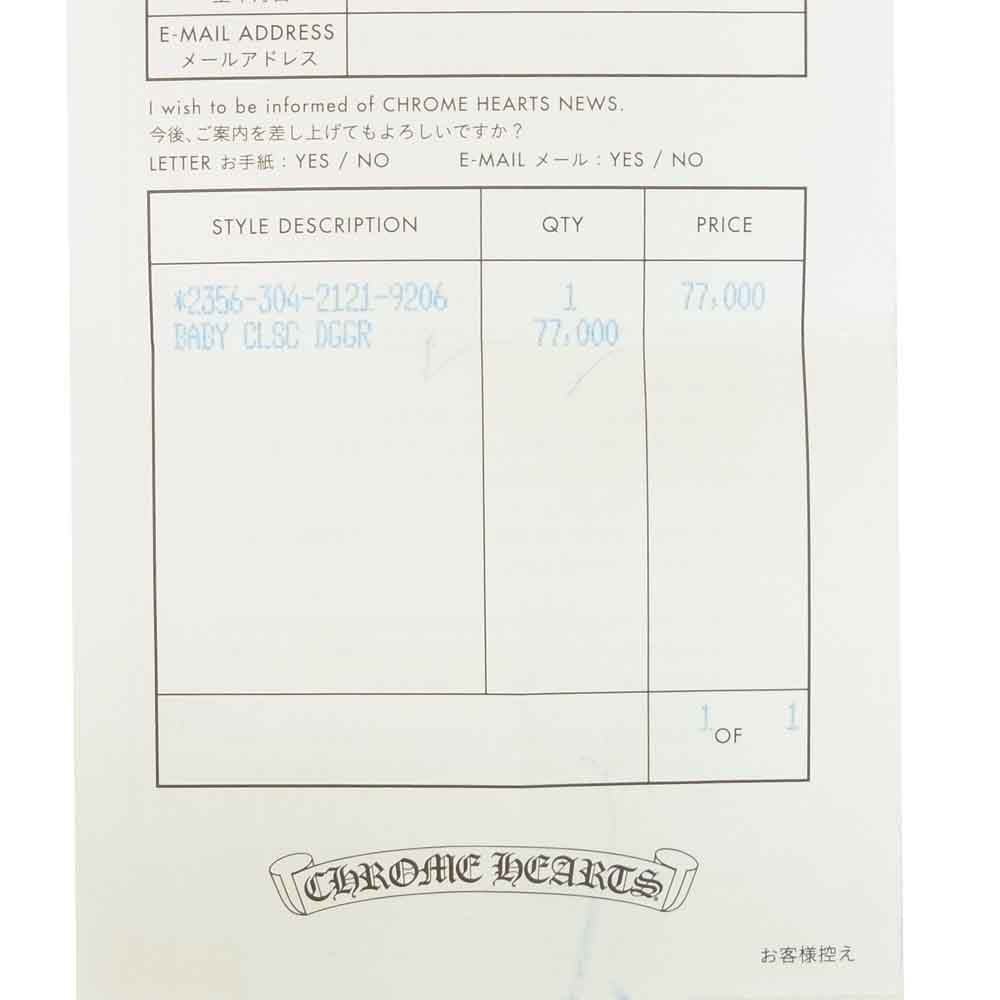 E-MAIL ADDRESS
メールアドレス
I wish to be informed of CHROME HEARTS NEWS.
今後、ご案内を差し上げてもよろしいですか？
LETTER お手紙 : YES / NO E-MAIL メール : YES / NO
STYLE DESCRIPTION QTY PRICE
*2356-304-2121-9206 1 77,000
BABY CLSC DGGR 77,000
1 OF 1
CHROME HEARTS
お客様控え